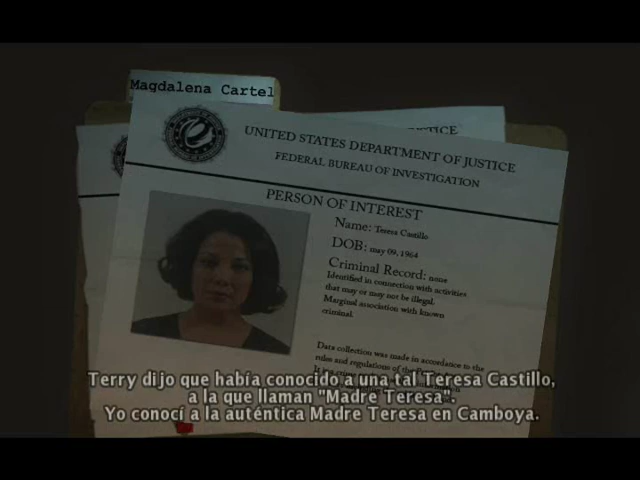 Magdalena Cartel
TICE
UNITED STATES DEPARTMENT OF JUSTICE
FEDERAL BUREAU OF INVESTIGATION
PERSON OF INTEREST
Name: Teresa Castillo
DOB: may 09, 1964
Criminal Record: none
Identified in connection with activities
that may or may not be illegal.
Marginal association with known
criminal.
Data collection was made in accordance to the
rules and regulations of the
Terry dijo que había conocido a una tal Teresa Castillo,
a la que llaman "Madre Teresa".
Yo conocí a la auténtica Madre Teresa en Camboya.